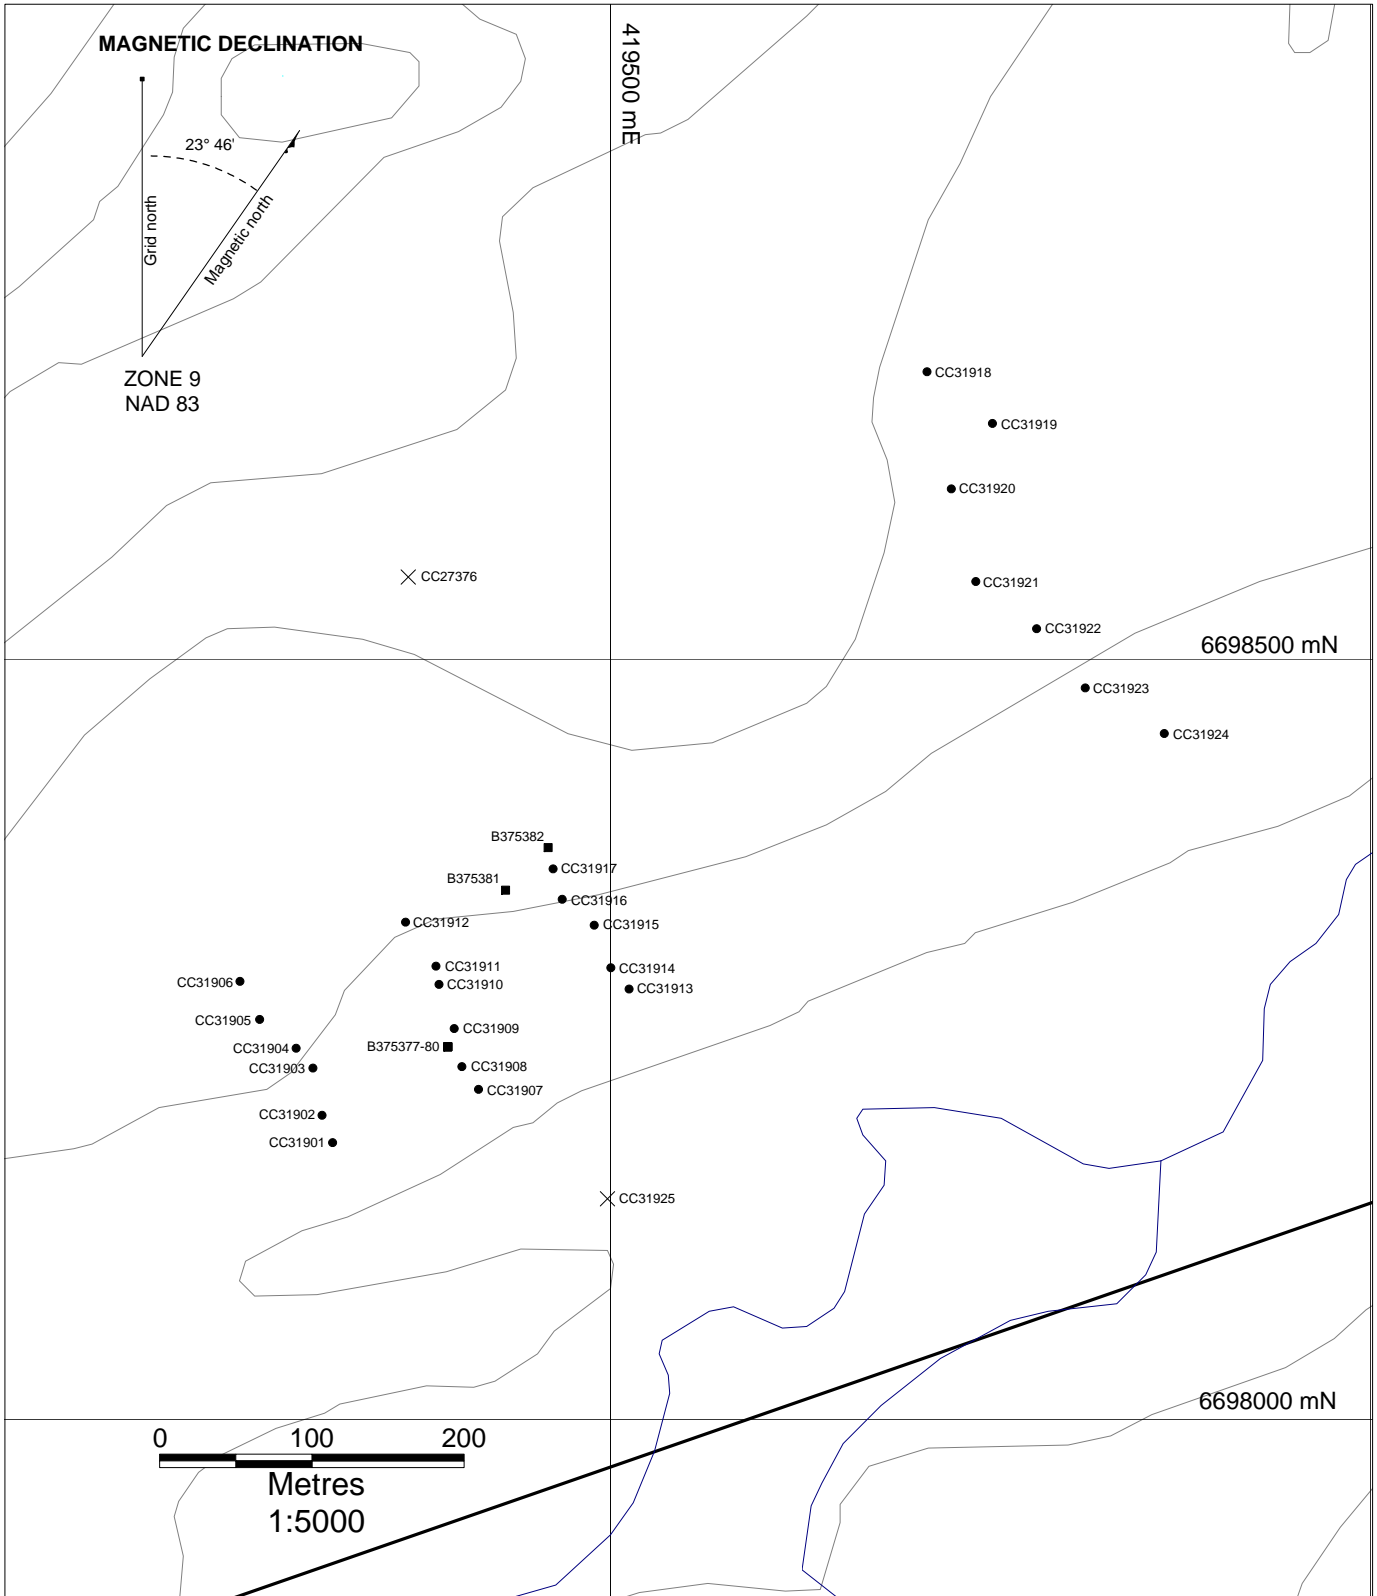 MAGNETIC DECLINATION
23° 46'
Grid north
Magnetic north
ZONE 9
NAD 83
419500 mE
CC31918
CC31919
CC31920
CC27376
CC31921
CC31922
6698500 mN
CC31923
CC31924
B375382
CC31917
B375381
CC31916
CC31912
CC31915
CC31911
CC31914
CC31906
CC31910
CC31913
CC31905
CC31909
CC31904
B375377-80
CC31903
CC31908
CC31907
CC31902
CC31901
CC31925
6698000 mN
0 100 200
Metres
1:5000